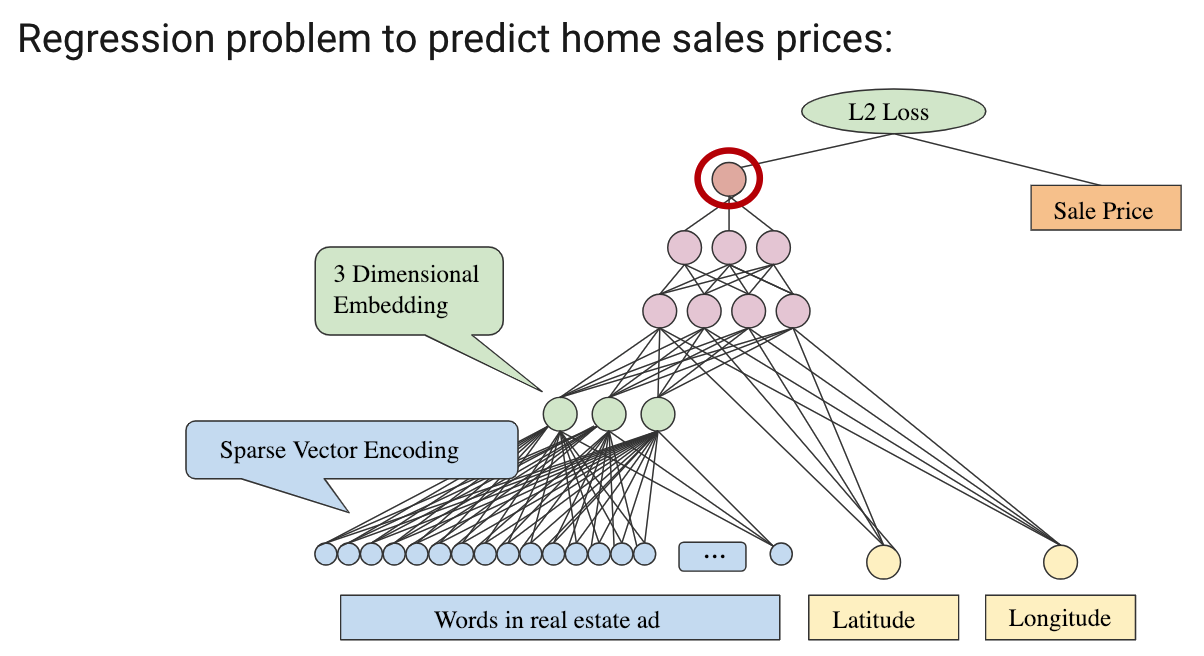 Regression problem to predict home sales prices:
L2 Loss
Sale Price
3 Dimensional
Embedding
Sparse Vector Encoding
...
Words in real estate ad
Latitude
Longitude